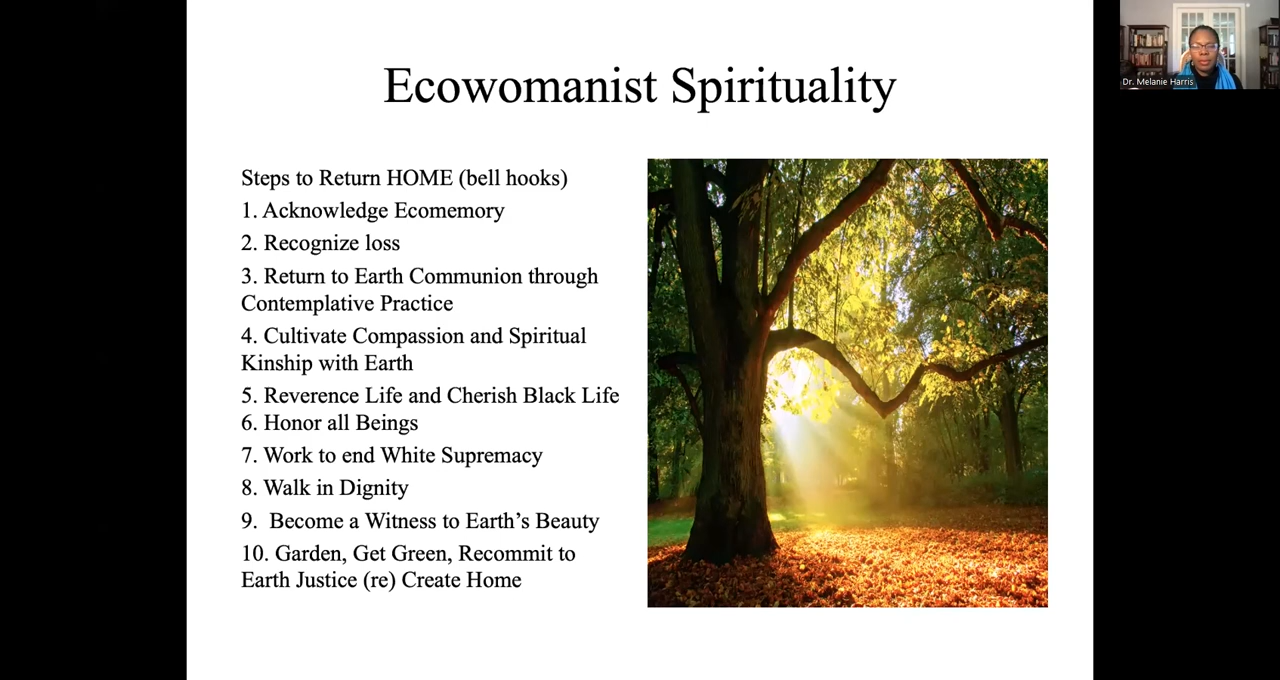 Ecowomanist Spirituality
Steps to Return HOME (bell hooks)
1. Acknowledge Ecomemory
2. Recognize loss
3. Return to Earth Communion through
Contemplative Practice
4. Cultivate Compassion and Spiritual
Kinship with Earth
5. Reverence Life and Cherish Black Life
6. Honor all Beings
7. Work to end White Supremacy
8. Walk in Dignity
9.  Become a Witness to Earth’s Beauty
10. Garden, Get Green, Recommit to
Earth Justice (re) Create Home
Dr. Melanie Harris